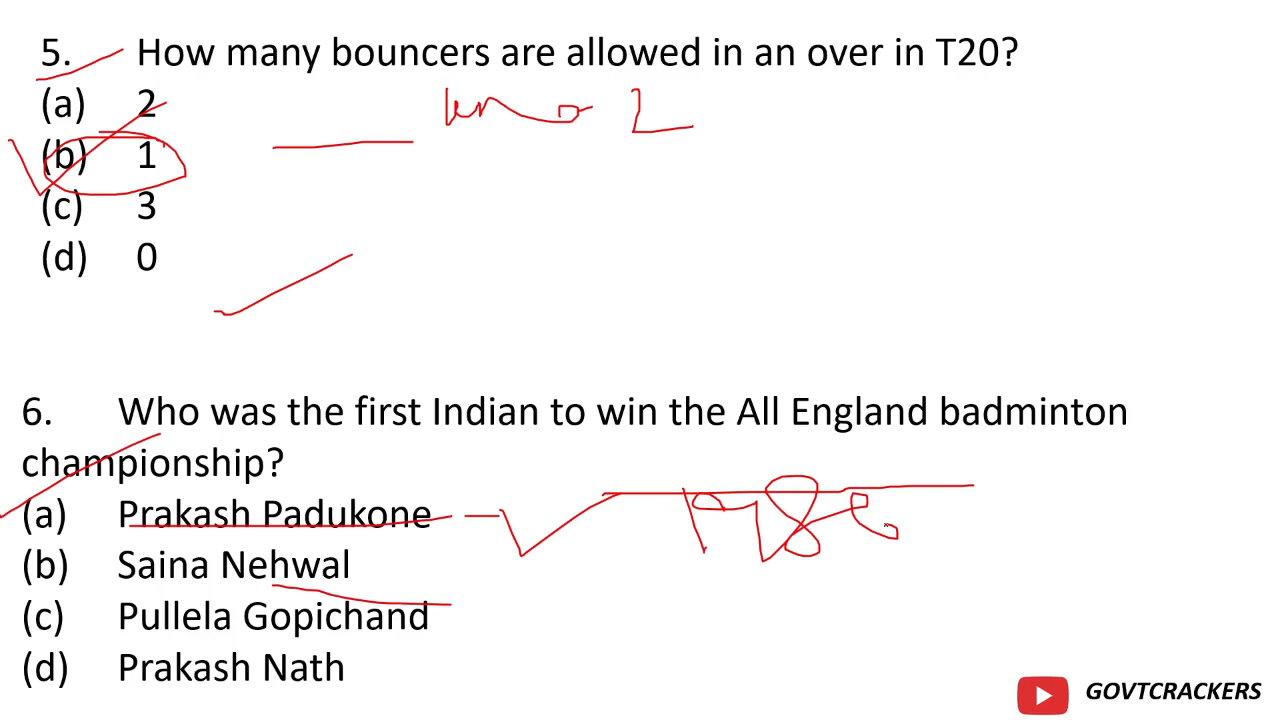 5. How many bouncers are allowed in an over in T20?
(a) 2
(b) 1
(c) 3
(d) 0
6. Who was the first Indian to win the All England badminton
championship?
(a) Prakash Padukone
(b) Saina Nehwal
(c) Pullela Gopichand
(d) Prakash Nath
GOVTCRACKERS